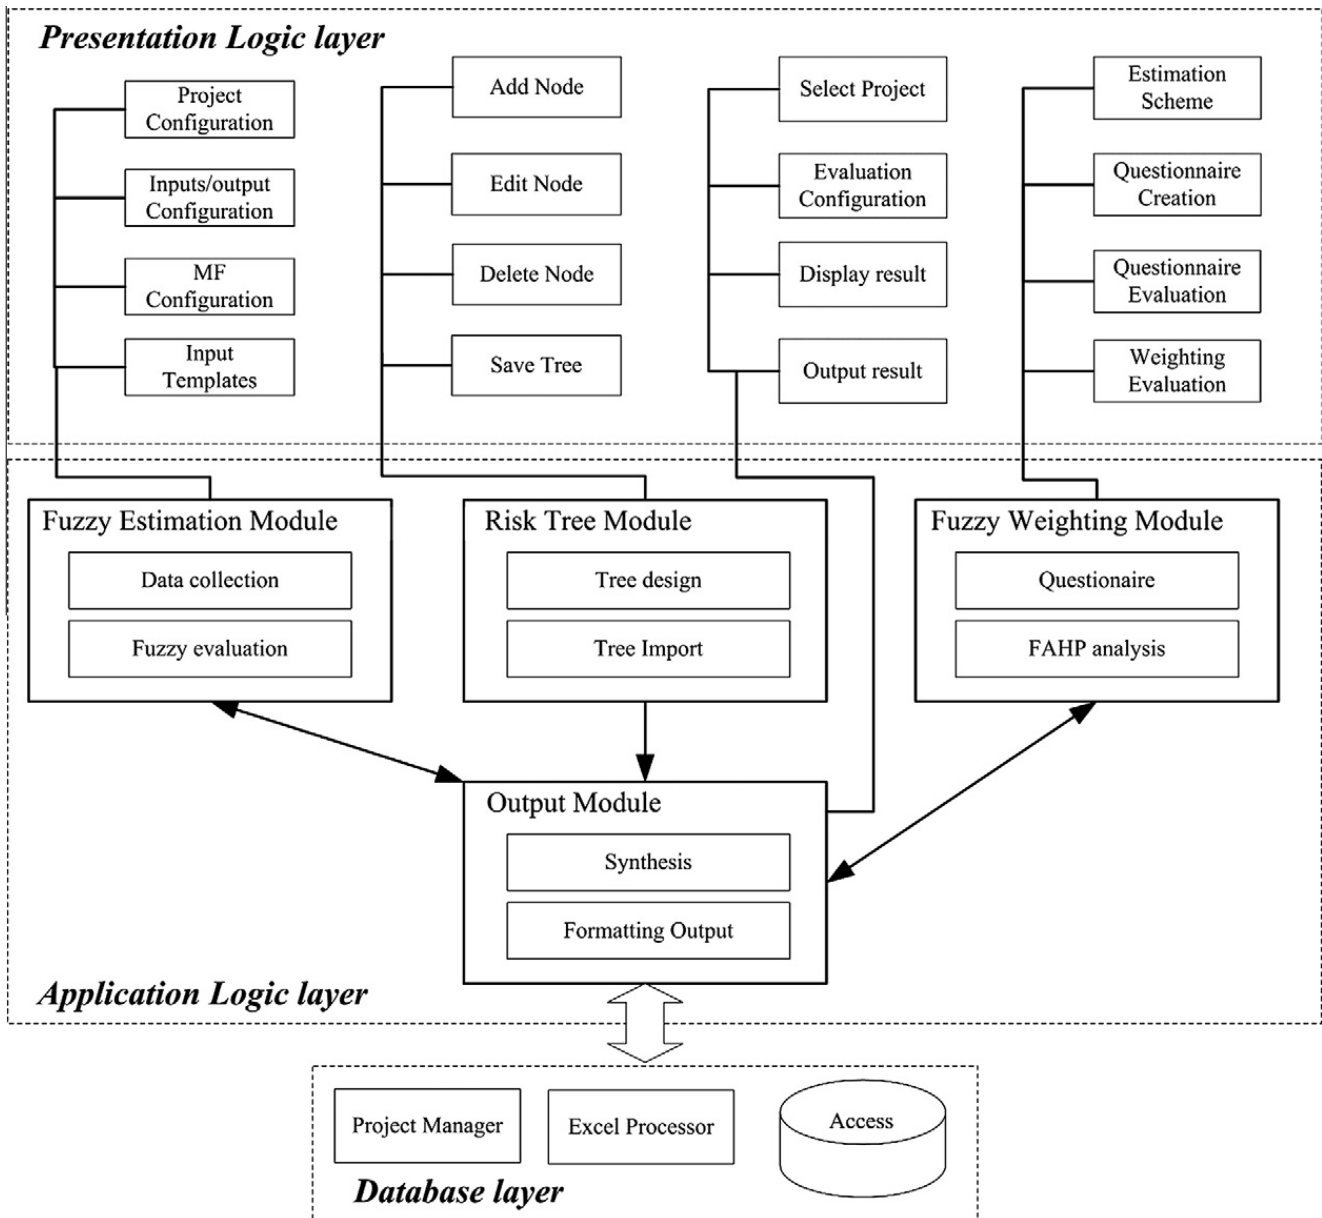 Presentation Logic layer
Project
Configuration
Inputs/output
Configuration
MF
Configuration
Input
Templates
Add Node
Edit Node
Delete Node
Save Tree
Select Project
Evaluation
Configuration
Display result
Output result
Estimation
Scheme
Questionnaire
Creation
Questionnaire
Evaluation
Weighting
Evaluation
Fuzzy Estimation Module
Data collection
Fuzzy evaluation
Risk Tree Module
Tree design
Tree Import
Fuzzy Weighting Module
Questionaire
FAHP analysis
Output Module
Synthesis
Formatting Output
Application Logic layer
Project Manager
Excel Processor
Access
Database layer